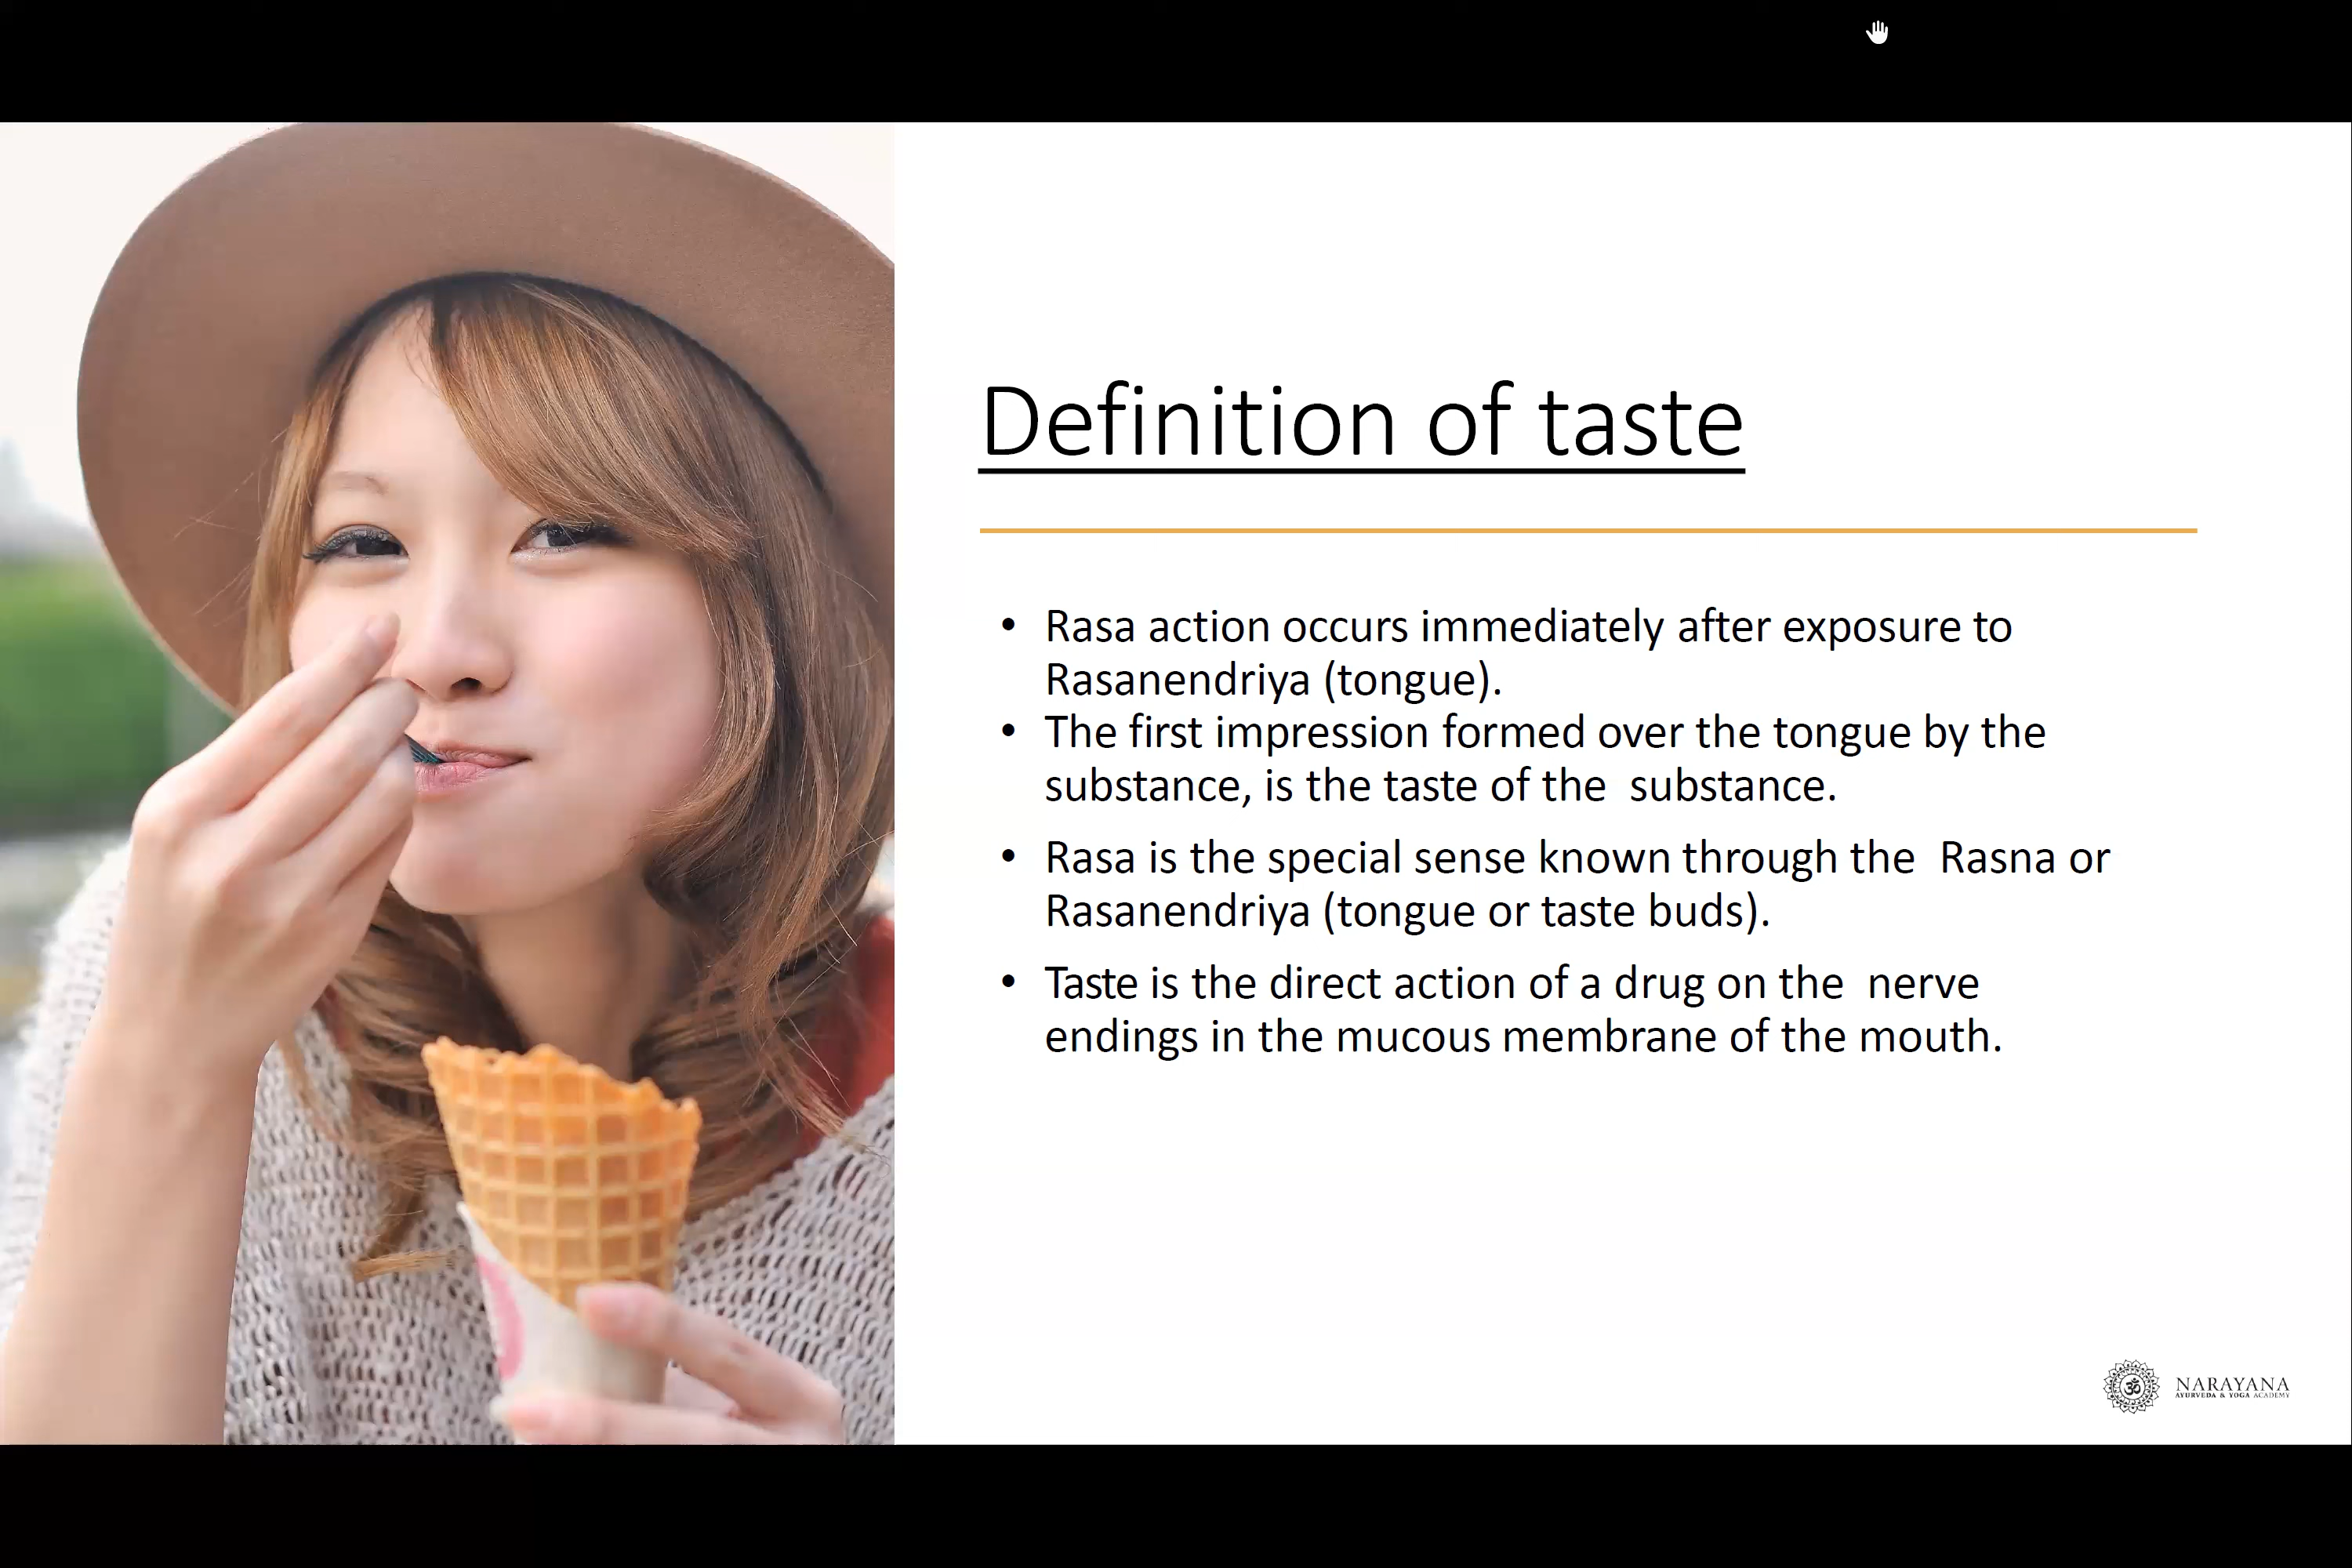 Definition of taste
• Rasa action occurs immediately after exposure to
Rasanendriya (tongue).
• The first impression formed over the tongue by the
substance, is the taste of the  substance.
• Rasa is the special sense known through the  Rasna or
Rasanendriya (tongue or taste buds).
• Taste is the direct action of a drug on the  nerve
endings in the mucous membrane of the mouth.
ॐ
NARAYANA
AYURVEDA & YOGA ACADEMY